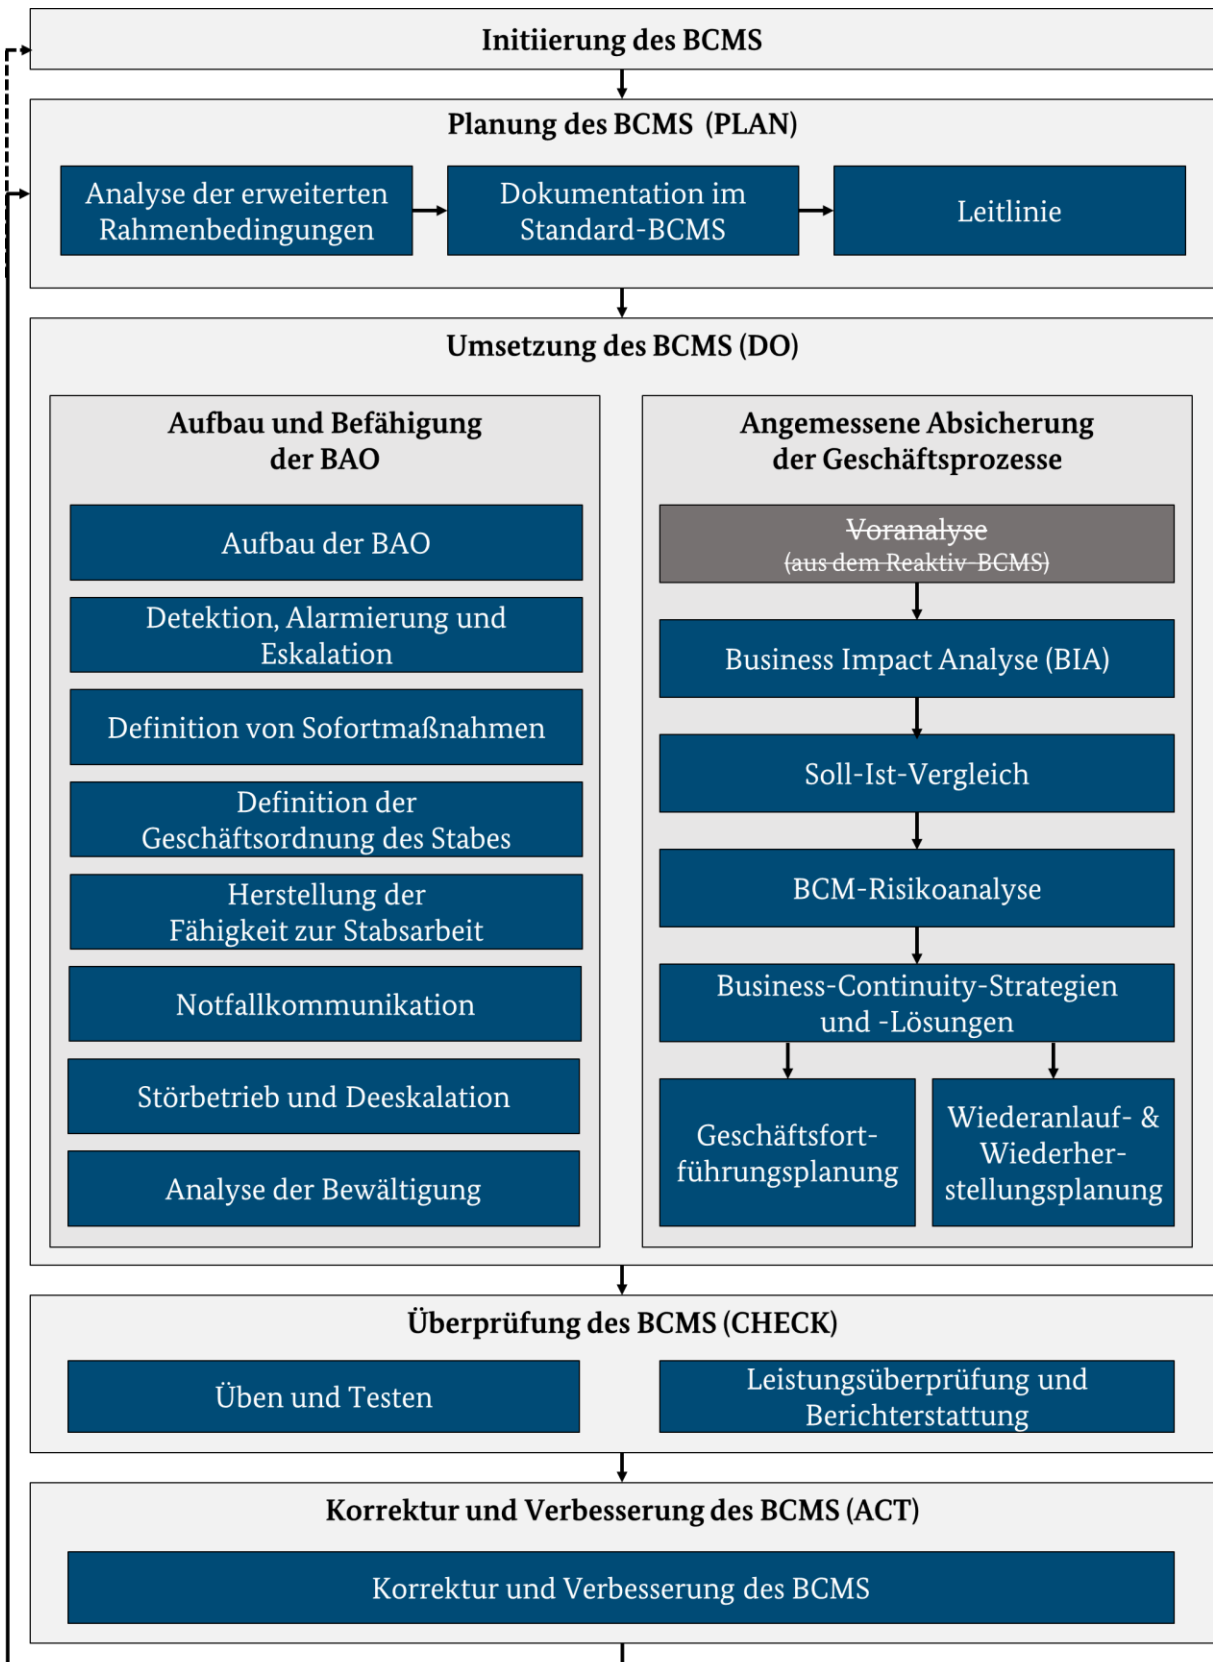 Initiierung des BCMS
Planung des BCMS (PLAN)
Analyse der erweiterten
Rahmenbedingungen
Dokumentation im
Standard-BCMS
Leitlinie
Umsetzung des BCMS (DO)
Aufbau und Befähigung
der BAO
Aufbau der BAO
Detektion, Alarmierung und
Eskalation
Definition von Sofortmaßnahmen
Definition der
Geschäftsordnung des Stabes
Herstellung der
Fähigkeit zur Stabsarbeit
Notfallkommunikation
Störbetrieb und Deeskalation
Analyse der Bewältigung
Angemessene Absicherung
der Geschäftsprozesse
Voranalyse
(aus dem Reaktiv-BCMS)
Business Impact Analyse (BIA)
Soll-Ist-Vergleich
BCM-Risikoanalyse
Business-Continuity-Strategien
und -Lösungen
Geschäftsfort-
führungsplanung
Wiederanlauf- &
Wiederher-
stellungsplanung
Überprüfung des BCMS (CHECK)
Üben und Testen
Leistungsüberprüfung und
Berichterstattung
Korrektur und Verbesserung des BCMS (ACT)
Korrektur und Verbesserung des BCMS